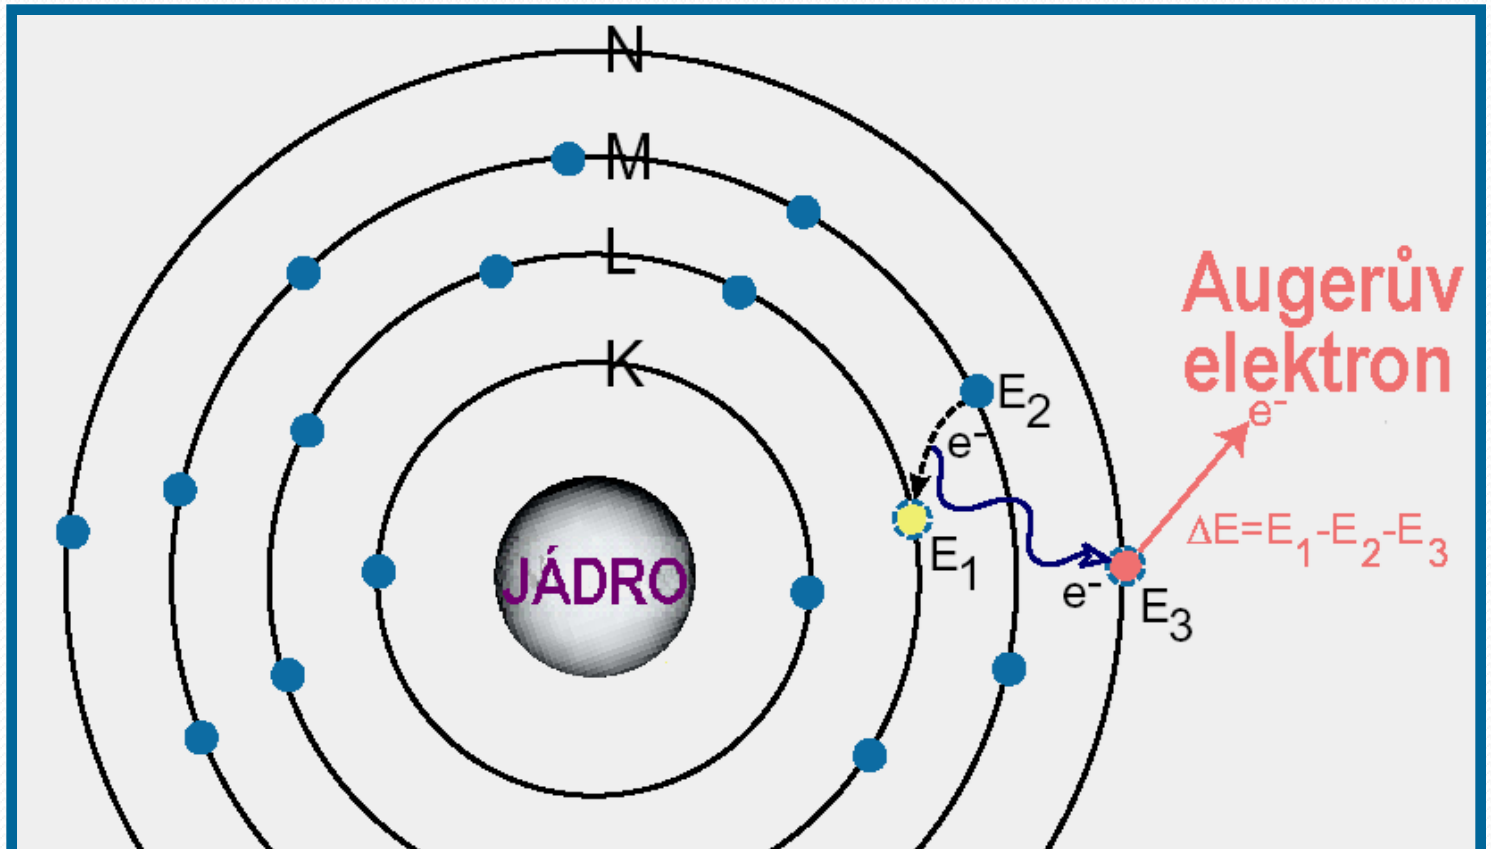 N
M
L
K
Augerův
elektron
e-
E2
e-
ΔE=E1-E2-E3
E1
JÁDRO
e-
E3